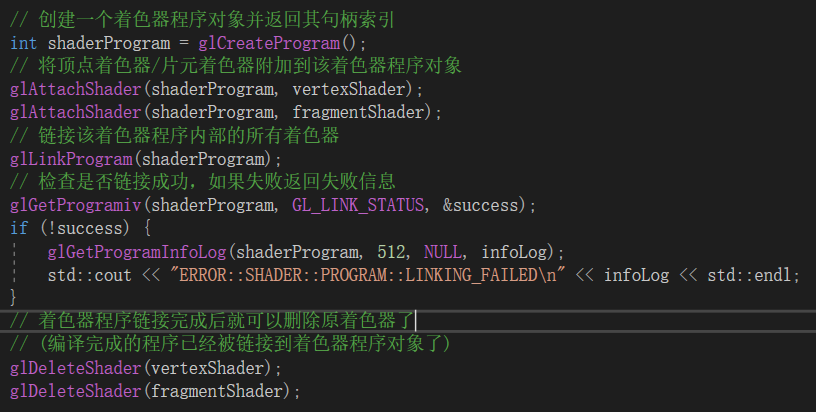 // 创建一个着色器程序对象并返回其句柄索引
int shaderProgram = glCreateProgram();
// 将顶点着色器/片元着色器附加到该着色器程序对象
glAttachShader(shaderProgram, vertexShader);
glAttachShader(shaderProgram, fragmentShader);
// 链接该着色器程序内部的所有着色器
glLinkProgram(shaderProgram);
// 检查是否链接成功，如果失败返回失败信息
glGetProgramiv(shaderProgram, GL_LINK_STATUS, &success);
if (!success) {
    glGetProgramInfoLog(shaderProgram, 512, NULL, infoLog);
    std::cout << "ERROR::SHADER::PROGRAM::LINKING_FAILED\n" << infoLog << std::endl;
}
// 着色器程序链接完成后就可以删除原着色器了
// (编译完成的程序已经被链接到着色器程序对象了)
glDeleteShader(vertexShader);
glDeleteShader(fragmentShader);